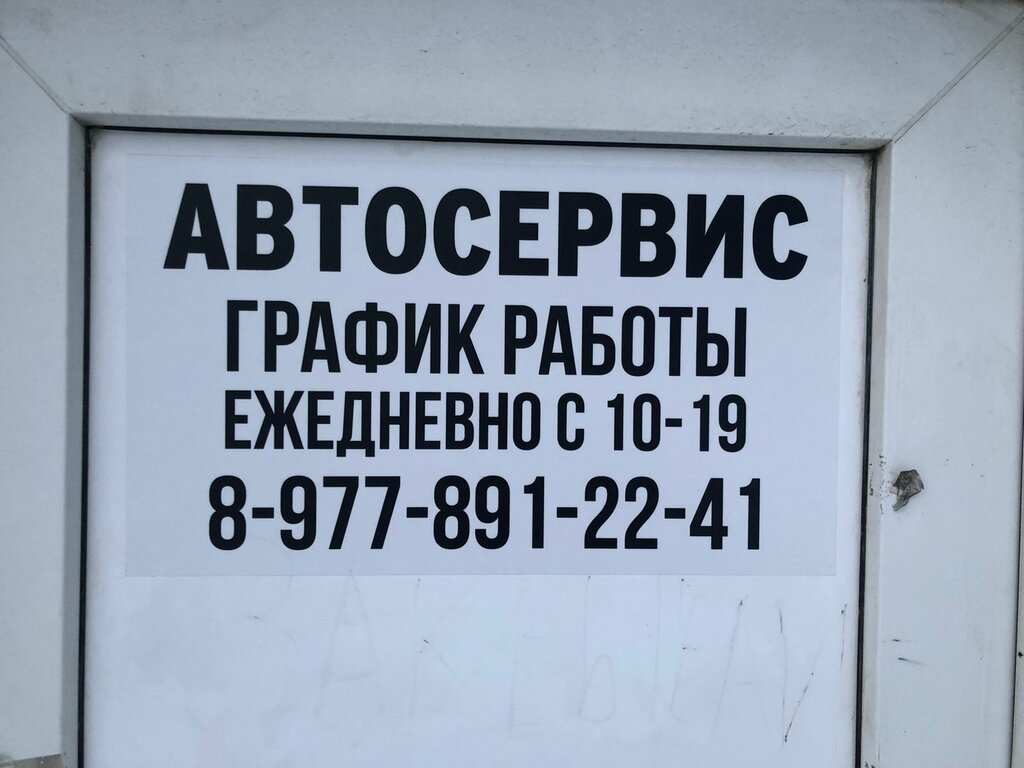 АВТОСЕРВИС
ГРАФИК РАБОТЫ
ЕЖЕДНЕВНО С 10-19
8-977-891-22-41